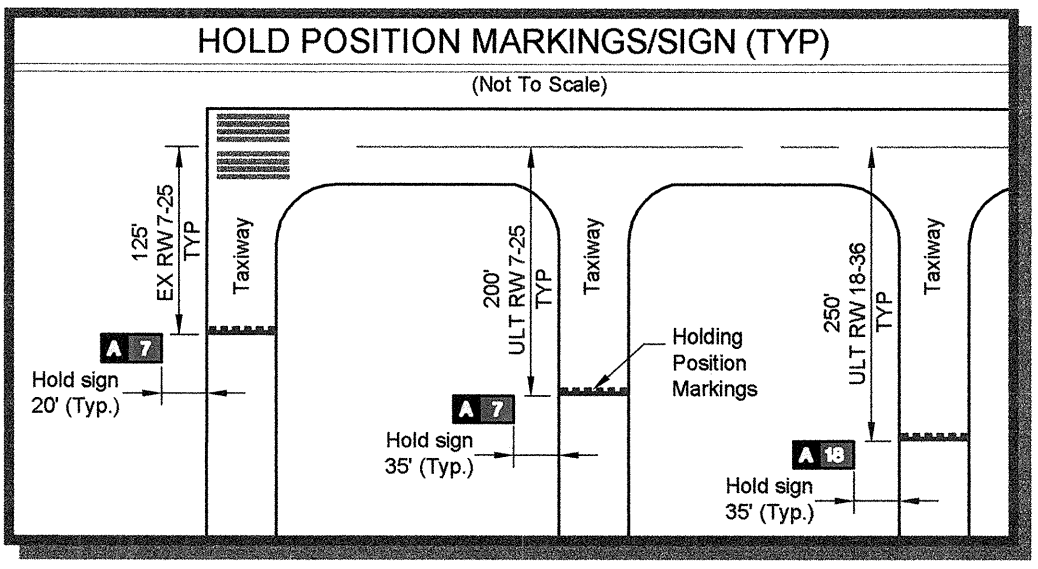 HOLD POSITION MARKINGS/SIGN (TYP)
(Not To Scale)
125'
EX RW 7-25
TYP
Taxiway
A 7
Hold sign
20' (Typ.)
200'
ULT RW 7-25
TYP
Taxiway
Holding
Position
Markings
A 7
Hold sign
35' (Typ.)
250'
ULT RW 18-36
TYP
Taxiway
A 18
Hold sign
35' (Typ.)